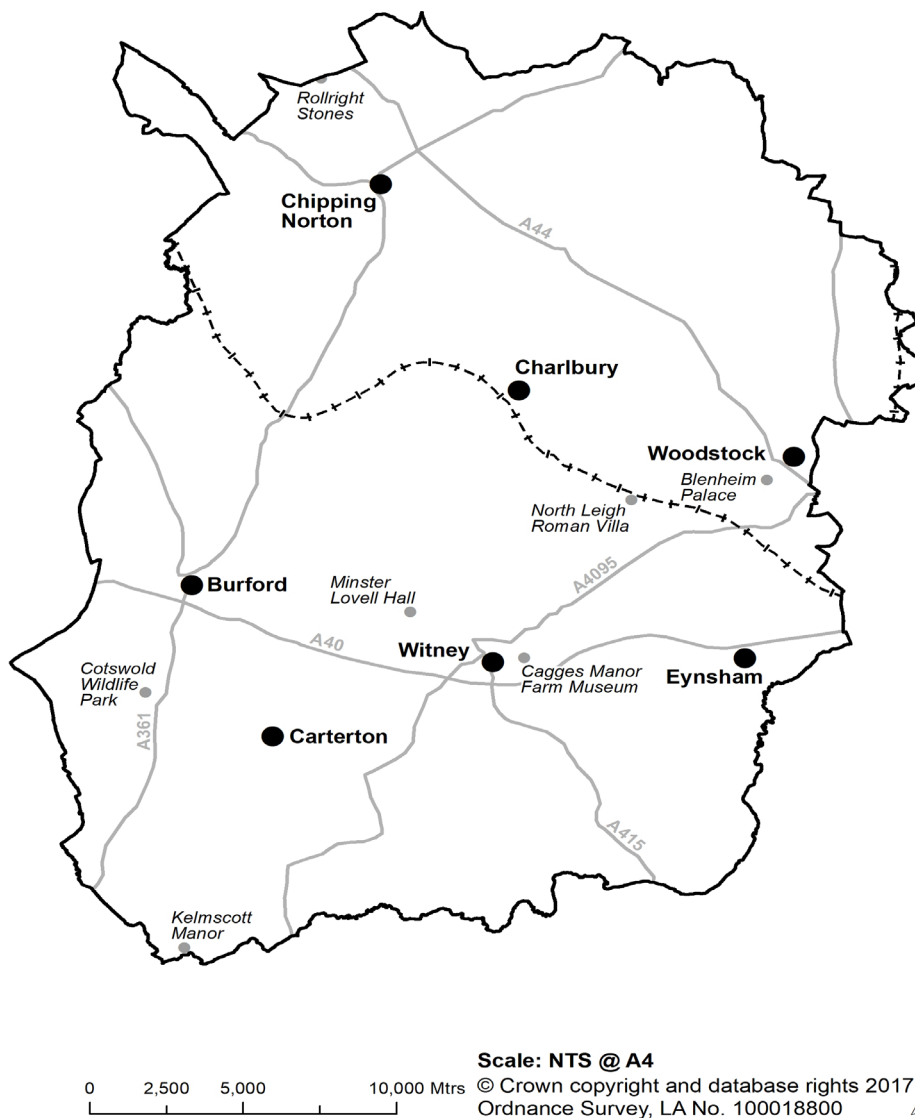 Rollright
Stones
Chipping
Norton
A44
Charlbury
Woodstock
Blenheim
Palace
North Leigh
Roman Villa
A4095
Burford
Minster
Lovell Hall
A40
Witney
Cagges Manor
Farm Museum
Eynsham
Cotswold
Wildlife
Park
A361
Carterton
A415
Kelmscott
Manor
Scale: NTS @ A4
0 2,500 5,000 10,000 Mtrs
© Crown copyright and database rights 2017
Ordnance Survey, LA No. 100018800